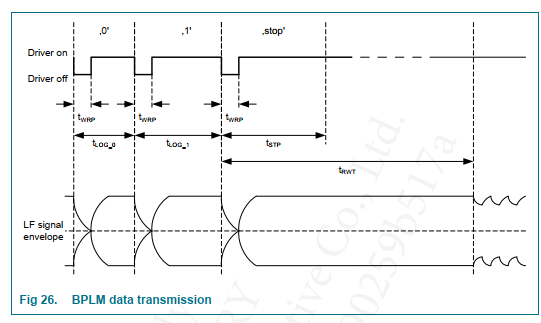 ‚0' ‚1' ‚stop'
Driver on
Driver off
tWRP tWRP tWRP
tLOG_0 tLOG_1 tSTP
tRWT
LF signal
envelope
Fig 26. BPLM data transmission